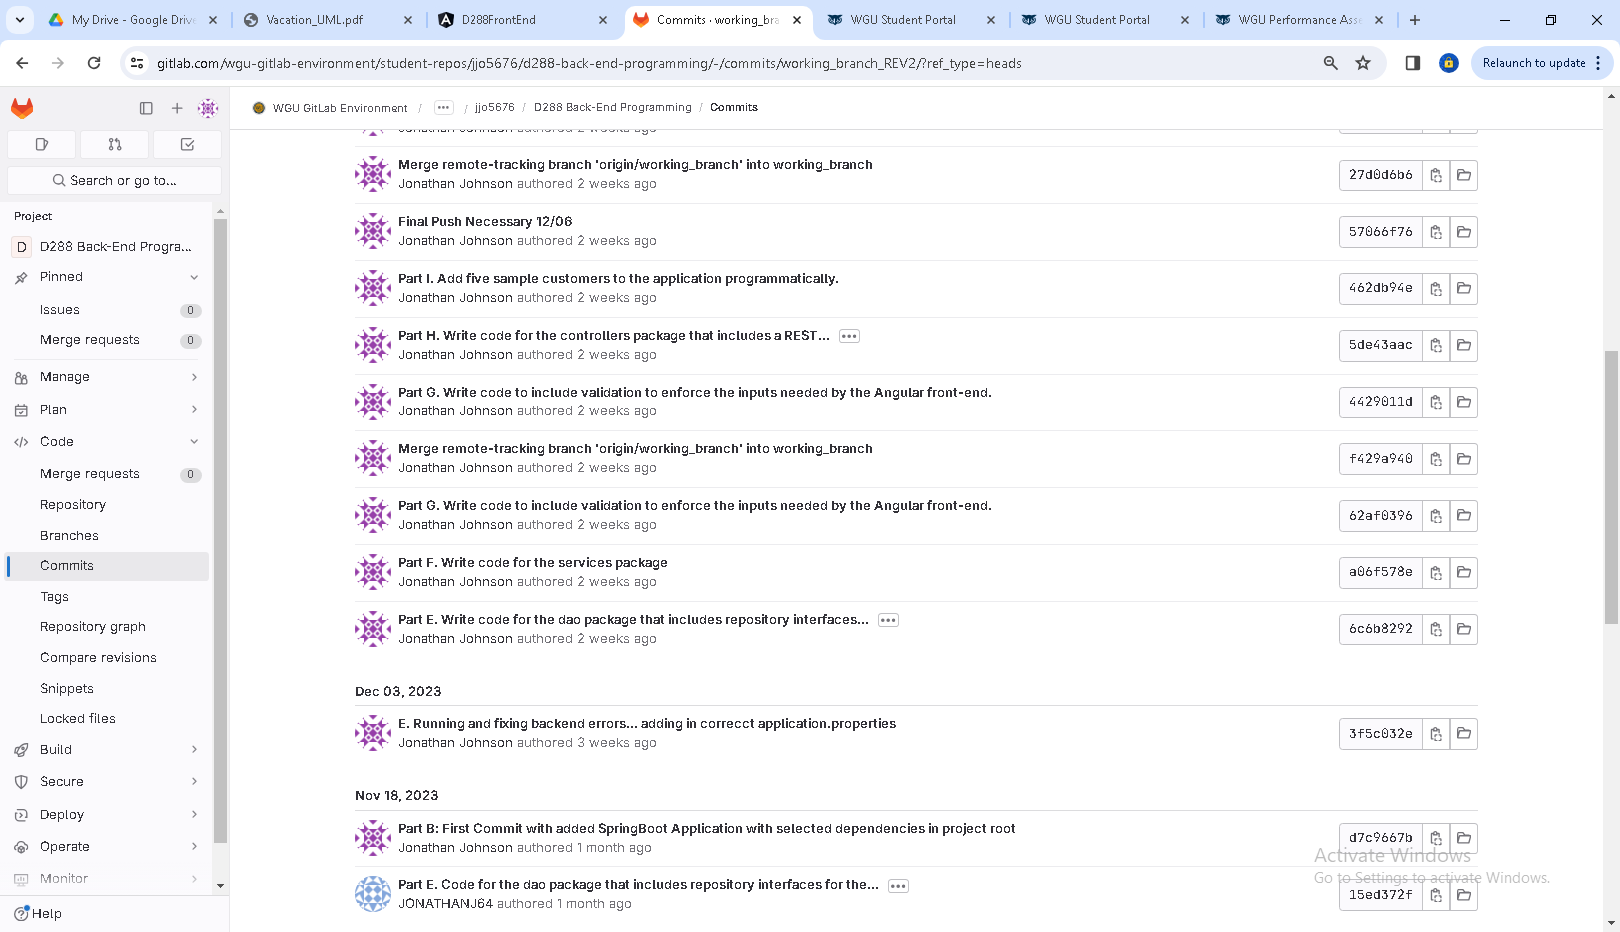 My Drive - Google Drive
Vacation_UML.pdf
D288FrontEnd
Commits · working_bra
WGU Student Portal
WGU Student Portal
WGU Performance Asse
gitlab.com/wgu-gitlab-environment/student-repos/jjo5676/d288-back-end-programming/-/commits/working_branch_REV2/?ref_type=heads
Relaunch to update
WGU GitLab Environment / ... / jjo5676 / D288 Back-End Programming / Commits
Search or go to...
Project
D D288 Back-End Progra...
Pinned
Issues 0
Merge requests 0
Manage
Plan
Code
Merge requests 0
Repository
Branches
Commits
Tags
Repository graph
Compare revisions
Snippets
Locked files
Build
Secure
Deploy
Operate
Monitor
Help
Jonathan Johnson authored 2 weeks ago
Merge remote-tracking branch 'origin/working_branch' into working_branch
Jonathan Johnson authored 2 weeks ago
27d0d6b6
Final Push Necessary 12/06
Jonathan Johnson authored 2 weeks ago
57066f76
Part I. Add five sample customers to the application programmatically.
Jonathan Johnson authored 2 weeks ago
462db94e
Part H. Write code for the controllers package that includes a REST... ...
Jonathan Johnson authored 2 weeks ago
5de43aac
Part G. Write code to include validation to enforce the inputs needed by the Angular front-end.
Jonathan Johnson authored 2 weeks ago
4429011d
Merge remote-tracking branch 'origin/working_branch' into working_branch
Jonathan Johnson authored 2 weeks ago
f429a940
Part G. Write code to include validation to enforce the inputs needed by the Angular front-end.
Jonathan Johnson authored 2 weeks ago
62af0396
Part F. Write code for the services package
Jonathan Johnson authored 2 weeks ago
a06f578e
Part E. Write code for the dao package that includes repository interfaces... ...
Jonathan Johnson authored 2 weeks ago
6c6b8292
Dec 03, 2023
E. Running and fixing backend errors... adding in correcct application.properties
Jonathan Johnson authored 3 weeks ago
3f5c032e
Nov 18, 2023
Part B: First Commit with added SpringBoot Application with selected dependencies in project root
Jonathan Johnson authored 1 month ago
d7c9667b
Part E. Code for the dao package that includes repository interfaces for the... ...
JONATHANJ64 authored 1 month ago
15ed372f
Activate Windows
Go to Settings to activate Windows.